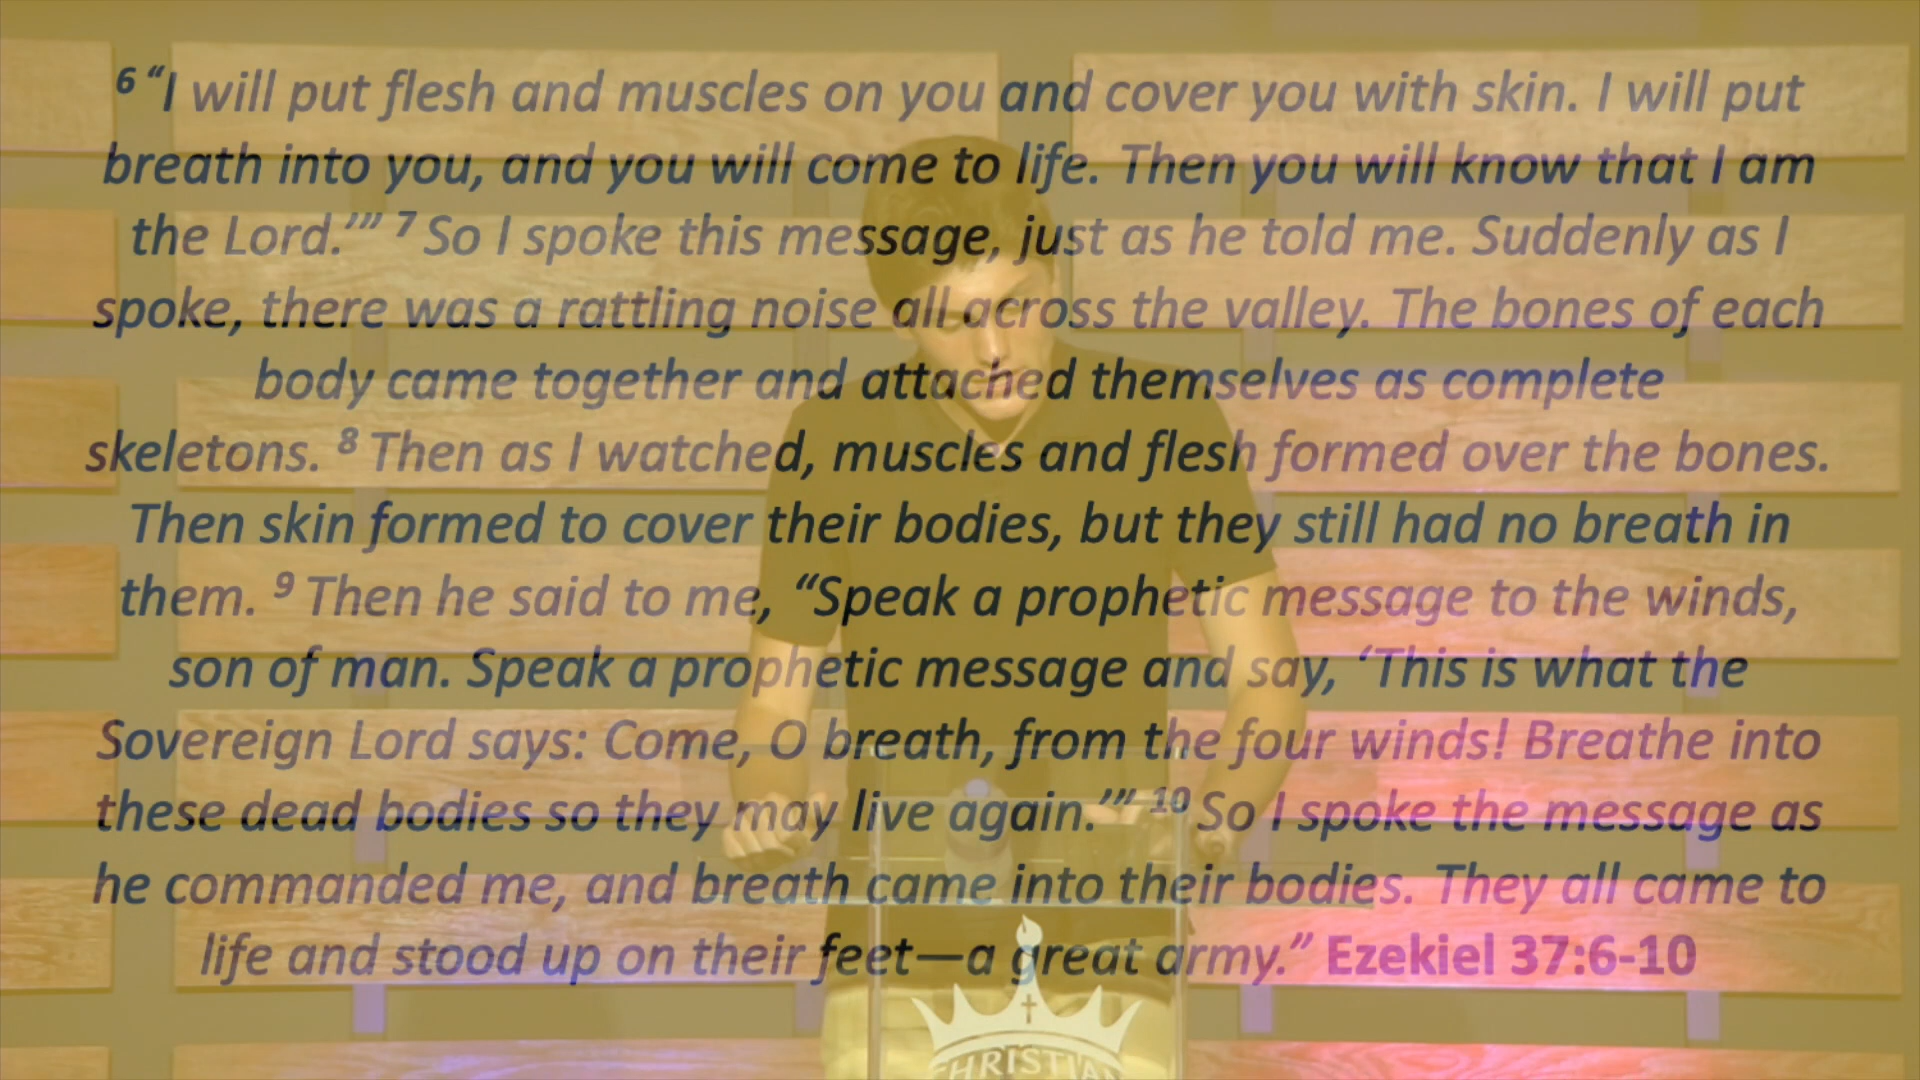 6 “I will put flesh and muscles on you and cover you with skin. I will put
breath into you, and you will come to life. Then you will know that I am
the Lord.’” 7 So I spoke this message, just as he told me. Suddenly as I
spoke, there was a rattling noise all across the valley. The bones of each
body came together and attached themselves as complete
skeletons. 8 Then as I watched, muscles and flesh formed over the bones.
Then skin formed to cover their bodies, but they still had no breath in
them. 9 Then he said to me, “Speak a prophetic message to the winds,
son of man. Speak a prophetic message and say, ‘This is what the
Sovereign Lord says: Come, O breath, from the four winds! Breathe into
these dead bodies so they may live again.’” 10 So I spoke the message as
he commanded me, and breath came into their bodies. They all came to
life and stood up on their feet—a great army.” Ezekiel 37:6-10